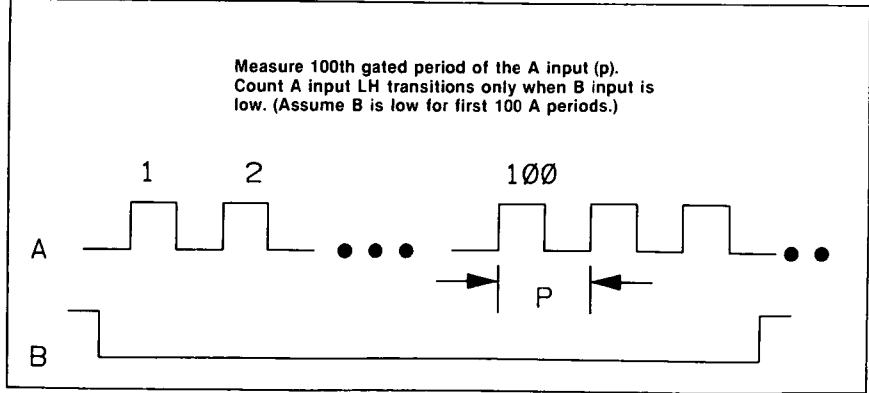 Measure 100th gated period of the A input (p).
Count A input LH transitions only when B input is
low. (Assume B is low for first 100 A periods.)
1 2 100
A
P
B